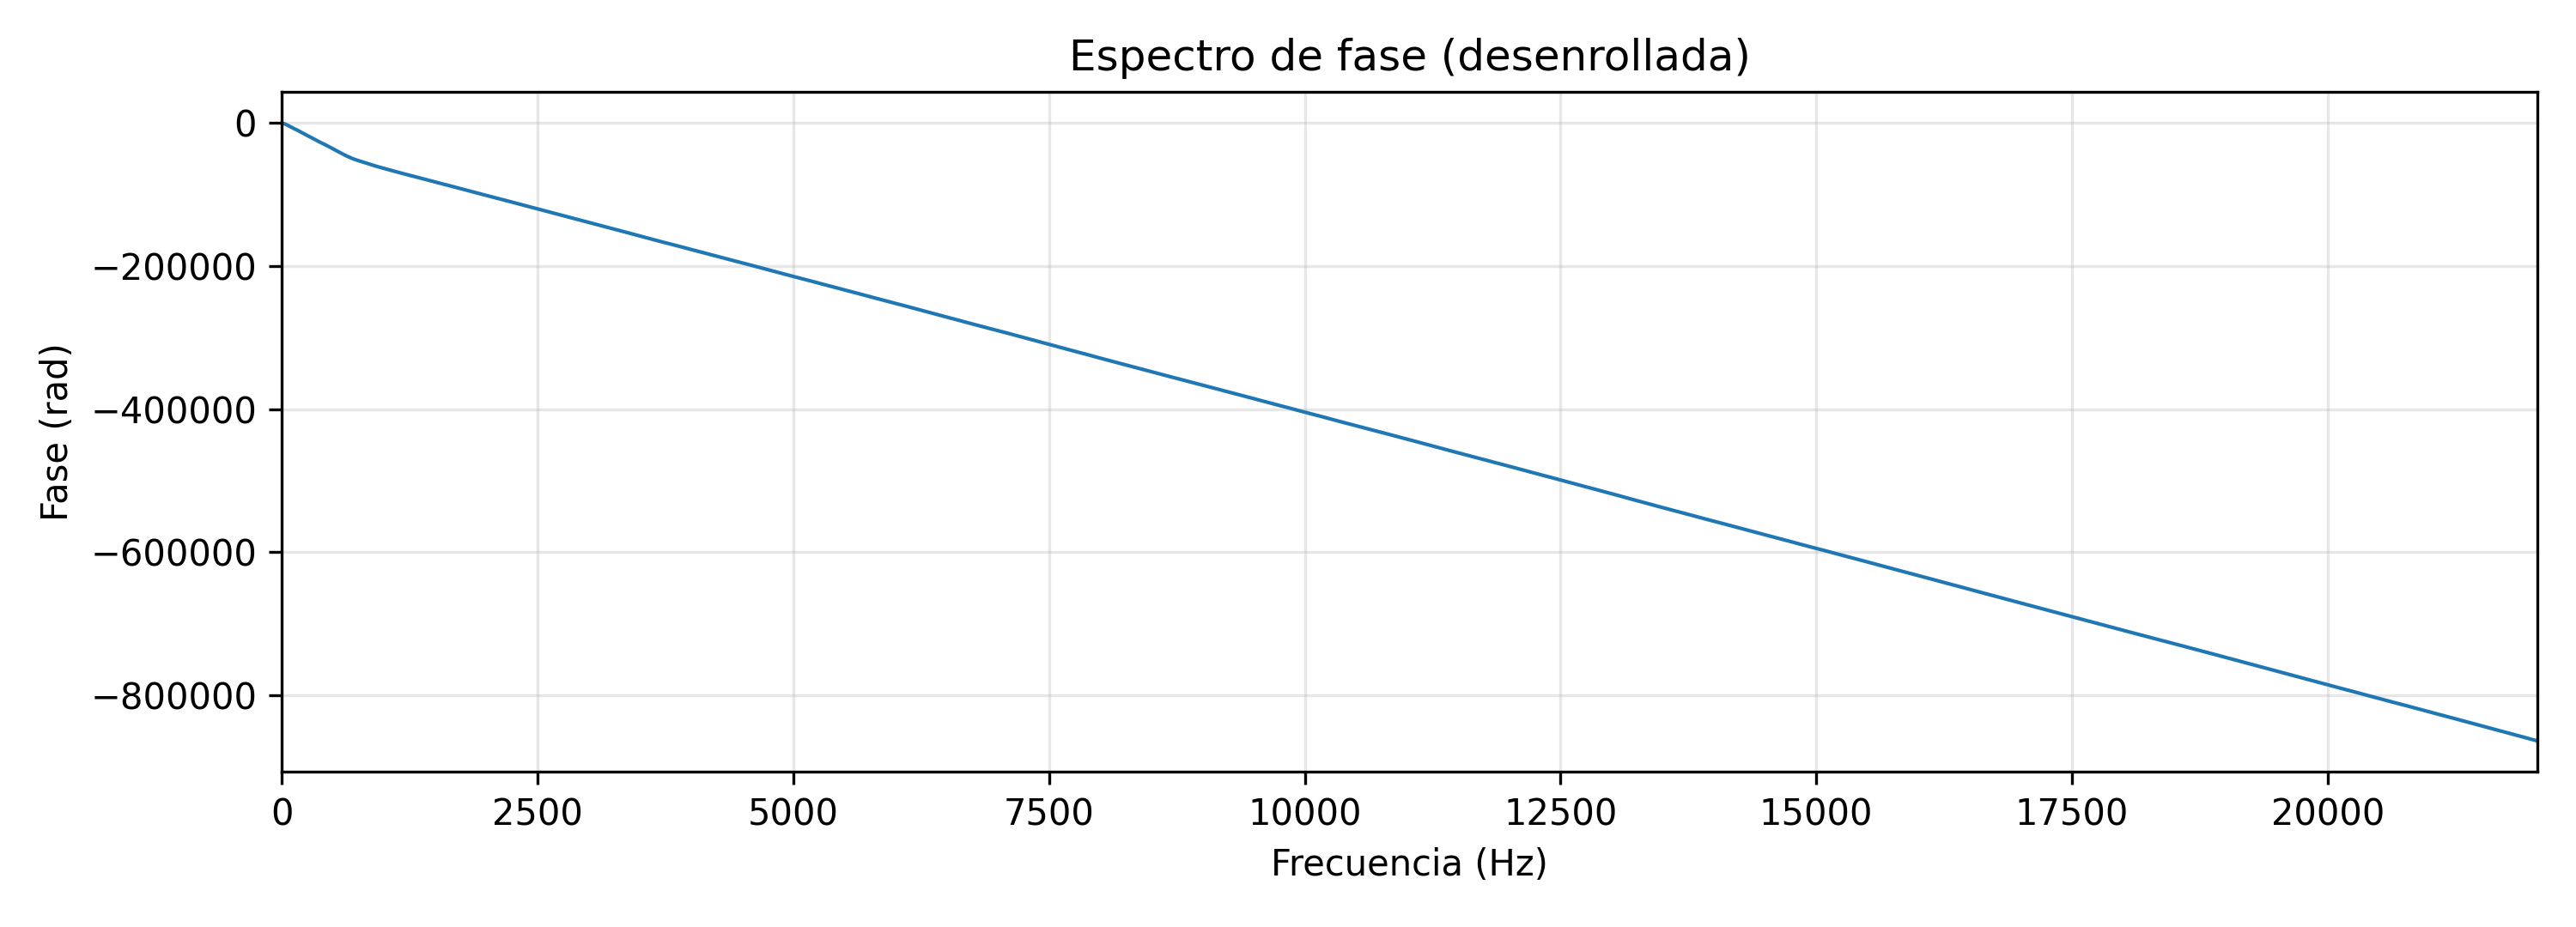 Espectro de fase (desenrollada)
0
−200000
−400000
−600000
−800000
Fase (rad)
0 2500 5000 7500 10000 12500 15000 17500 20000
Frecuencia (Hz)